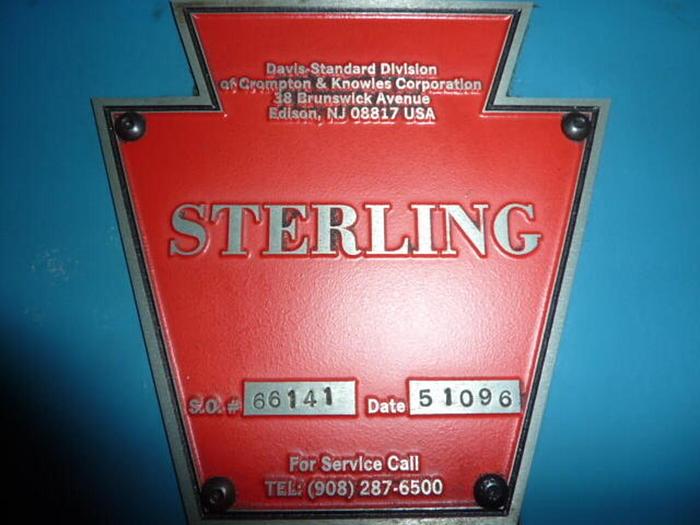 Davis-Standard Division
of Crompton & Knowles Corporation
38 Brunswick Avenue
Edison, NJ 08817 USA
STERLING
S.O. # 66141 Date 51096
For Service Call
TEL: (908) 287-6500